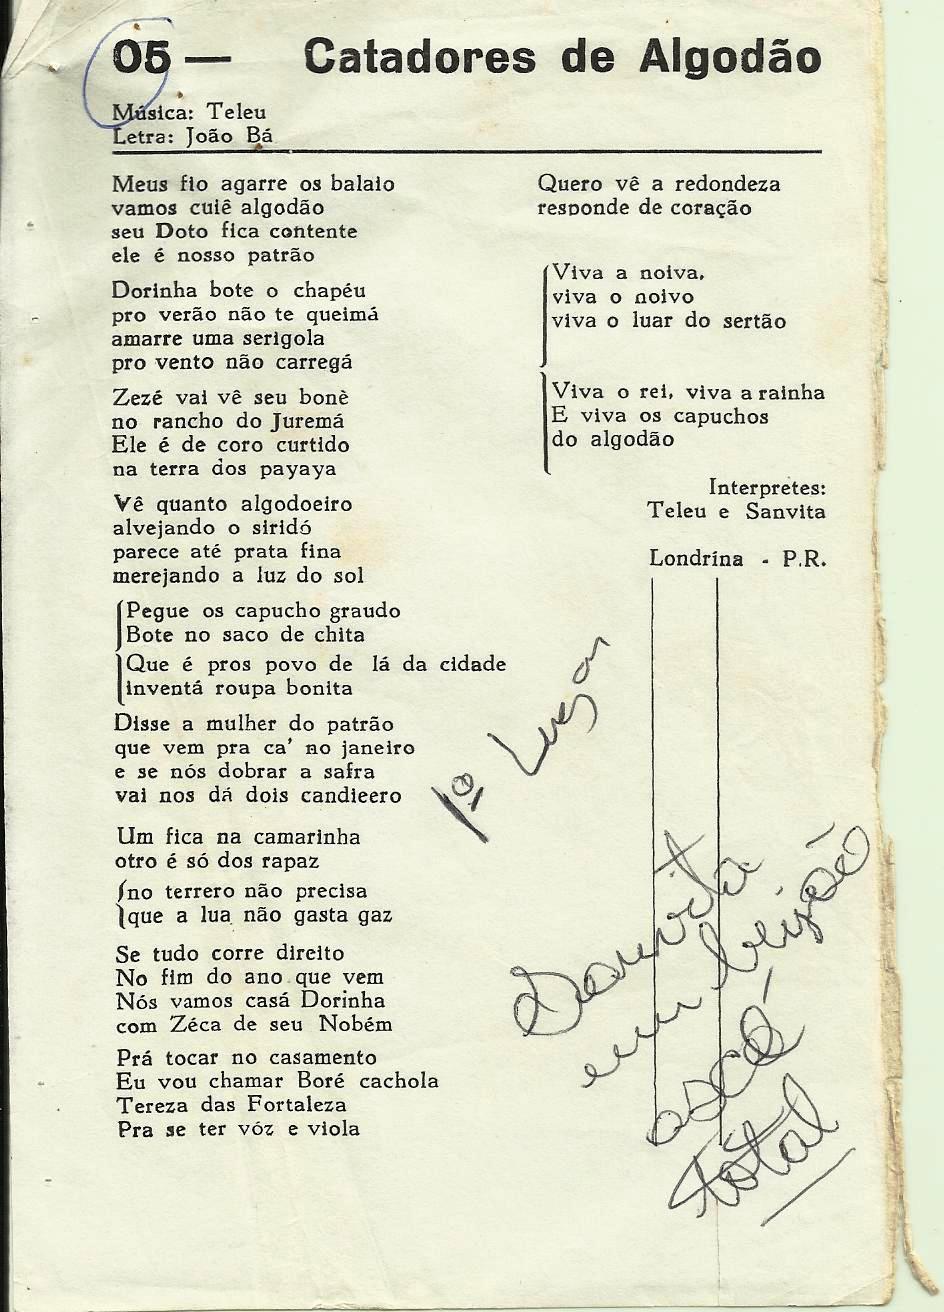 05 — Catadores de Algodão
Música: Teleu
Letra: João Bá
Meus fio agarre os balaio
vamos cuiê algodão
seu Doto fica contente
ele é nosso patrão
Dorinha bote o chapéu
pro verão não te queimá
amarre uma serigola
pro vento não carregá
Zezé vai vê seu bonè
no rancho do Juremá
Ele é de coro curtido
na terra dos payaya
Vê quanto algodoeiro
alvejando o siridó
parece até prata fina
merejando a luz do sol
Pegue os capucho graudo
Bote no saco de chita
Que é pros povo de lá da cidade
inventá roupa bonita
Disse a mulher do patrão
que vem pra ca' no janeiro
e se nós dobrar a safra
vai nos dá dois candieero
Um fica na camarinha
otro é só dos rapaz
no terrero não precisa
que a lua não gasta gaz
Se tudo corre direito
No fim do ano que vem
Nós vamos casá Dorinha
com Zéca de seu Nobém
Prá tocar no casamento
Eu vou chamar Boré cachola
Tereza das Fortaleza
Pra se ter vóz e viola
Quero vê a redondeza
responde de coração
Viva a noiva,
viva o noivo
viva o luar do sertão
Viva o rei, viva a rainha
E viva os capuchos
do algodão
Interpretes:
Teleu e Sanvita
Londrina - P.R.
1º Lugar
Sanvita
um beijão
total